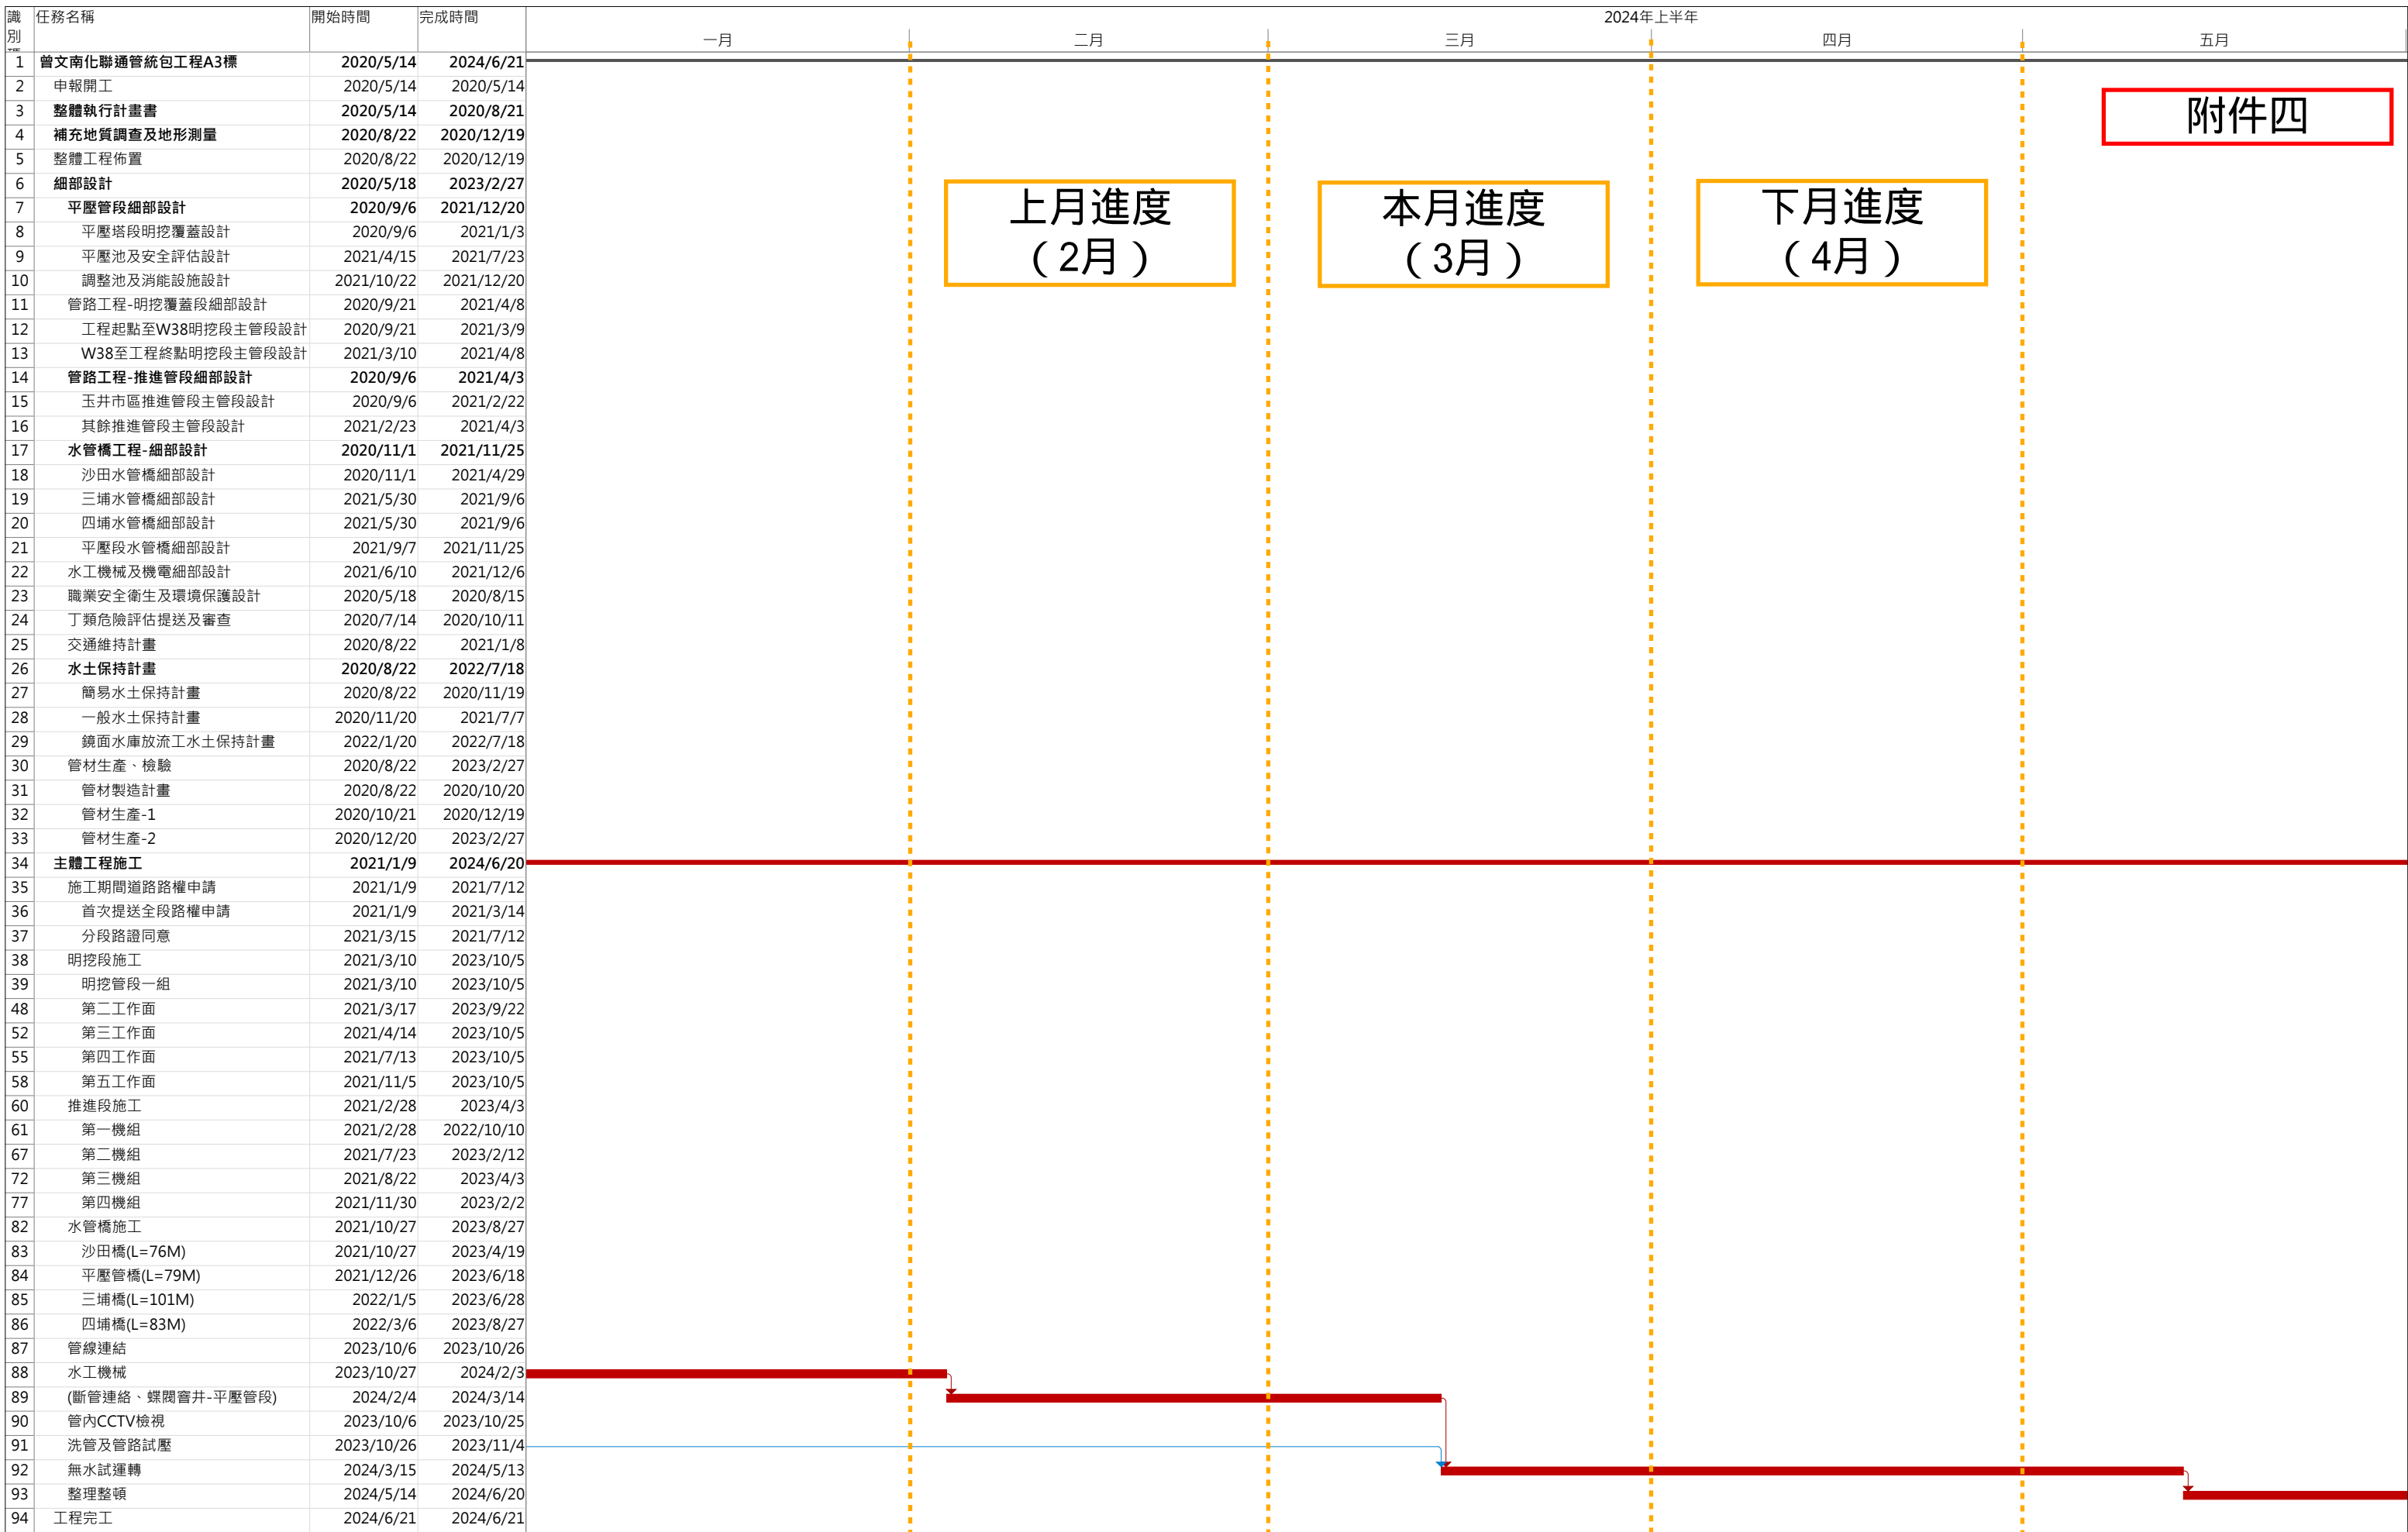 識別碼 任務名稱 開始時間 完成時間 2024年上半年
一月 二月 三月 四月 五月
1 曾文南化聯通管統包工程A3標 2020/5/14 2024/6/21
2 申報開工 2020/5/14 2020/5/14
3 整體執行計畫書 2020/5/14 2020/8/21
附件四
4 補充地質調查及地形測量 2020/8/22 2020/12/19
5 整體工程佈置 2020/8/22 2020/12/19
6 細部設計 2020/5/18 2023/2/27
上月進度
（2月）
本月進度
（3月）
下月進度
（4月）
7 平壓管段細部設計 2020/9/6 2021/12/20
8 平壓塔段明挖覆蓋設計 2020/9/6 2021/1/3
9 平壓池及安全評估設計 2021/4/15 2021/7/23
10 調整池及消能設施設計 2021/10/22 2021/12/20
11 管路工程-明挖覆蓋段細部設計 2020/9/21 2021/4/8
12 工程起點至W38明挖段主管段設計 2020/9/21 2021/3/9
13 W38至工程終點明挖段主管段設計 2021/3/10 2021/4/8
14 管路工程-推進管段細部設計 2020/9/6 2021/4/3
15 玉井市區推進管段主管段設計 2020/9/6 2021/2/22
16 其餘推進管段主管段設計 2021/2/23 2021/4/3
17 水管橋工程-細部設計 2020/11/1 2021/11/25
18 沙田水管橋細部設計 2020/11/1 2021/4/29
19 三埔水管橋細部設計 2021/5/30 2021/9/6
20 四埔水管橋細部設計 2021/5/30 2021/9/6
21 平壓段水管橋細部設計 2021/9/7 2021/11/25
22 水工機械及機電細部設計 2021/6/10 2021/12/6
23 職業安全衛生及環境保護設計 2020/5/18 2020/8/15
24 丁類危險評估提送及審查 2020/7/14 2020/10/11
25 交通維持計畫 2020/8/22 2021/1/8
26 水土保持計畫 2020/8/22 2022/7/18
27 簡易水土保持計畫 2020/8/22 2020/11/19
28 一般水土保持計畫 2020/11/20 2021/7/7
29 鏡面水庫放流工水土保持計畫 2022/1/20 2022/7/18
30 管材生產、檢驗 2020/8/22 2023/2/27
31 管材製造計畫 2020/8/22 2020/10/20
32 管材生產-1 2020/10/21 2020/12/19
33 管材生產-2 2020/12/20 2023/2/27
34 主體工程施工 2021/1/9 2024/6/20
35 施工期間道路路權申請 2021/1/9 2021/7/12
36 首次提送全段路權申請 2021/1/9 2021/3/14
37 分段路證同意 2021/3/15 2021/7/12
38 明挖段施工 2021/3/10 2023/10/5
39 明挖管段一組 2021/3/10 2023/10/5
48 第二工作面 2021/3/17 2023/9/22
52 第三工作面 2021/4/14 2023/10/5
55 第四工作面 2021/7/13 2023/10/5
58 第五工作面 2021/11/5 2023/10/5
60 推進段施工 2021/2/28 2023/4/3
61 第一機組 2021/2/28 2022/10/10
67 第二機組 2021/7/23 2023/2/12
72 第三機組 2021/8/22 2023/4/3
77 第四機組 2021/11/30 2023/2/2
82 水管橋施工 2021/10/27 2023/8/27
83 沙田橋(L=76M) 2021/10/27 2023/4/19
84 平壓管橋(L=79M) 2021/12/26 2023/6/18
85 三埔橋(L=101M) 2022/1/5 2023/6/28
86 四埔橋(L=83M) 2022/3/6 2023/8/27
87 管線連結 2023/10/6 2023/10/26
88 水工機械 2023/10/27 2024/2/3
89 (斷管連絡、蝶閥窨井-平壓管段) 2024/2/4 2024/3/14
90 管內CCTV檢視 2023/10/6 2023/10/25
91 洗管及管路試壓 2023/10/26 2023/11/4
92 無水試運轉 2024/3/15 2024/5/13
93 整理整頓 2024/5/14 2024/6/20
94 工程完工 2024/6/21 2024/6/21